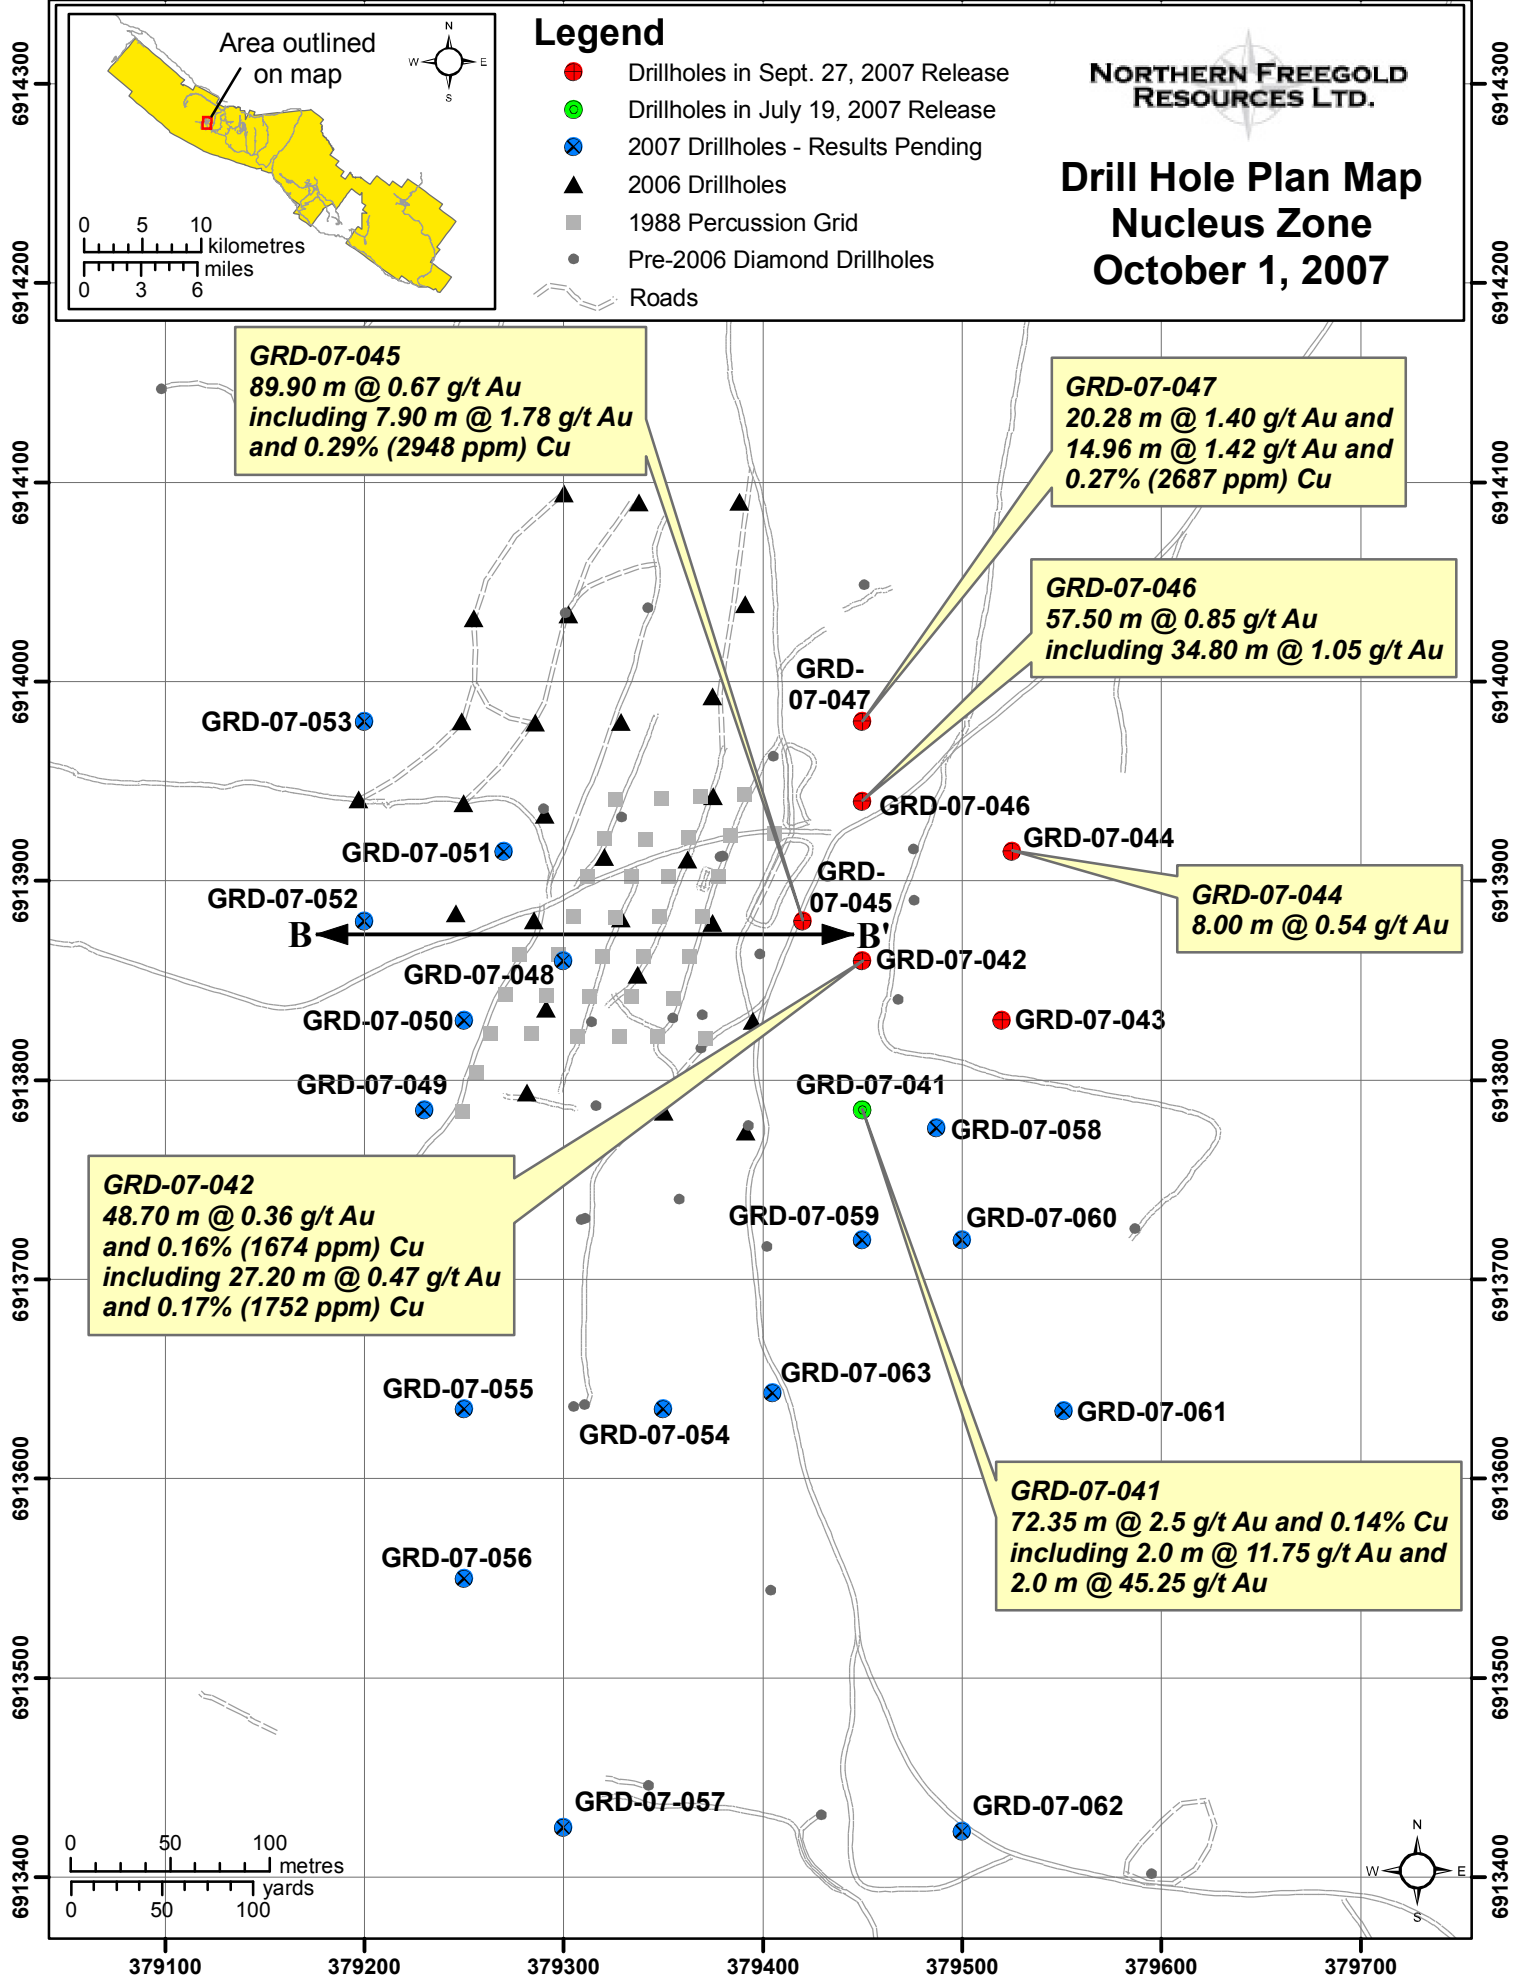 Area outlined
on map
N
W
E
S
0 5 10
kilometres
miles
0 3 6
Legend
Drillholes in Sept. 27, 2007 Release
Drillholes in July 19, 2007 Release
2007 Drillholes - Results Pending
2006 Drillholes
1988 Percussion Grid
Pre-2006 Diamond Drillholes
Roads
NORTHERN FREEGOLD
RESOURCES LTD.
Drill Hole Plan Map
Nucleus Zone
October 1, 2007
6914300
6914200
6914100
6914000
6913900
6913800
6913700
6913600
6913500
6913400
6914300
6914200
6914100
6914000
6913900
6913800
6913700
6913600
6913500
6913400
GRD-07-045
89.90 m @ 0.67 g/t Au
including 7.90 m @ 1.78 g/t Au
and 0.29% (2948 ppm) Cu
GRD-07-047
20.28 m @ 1.40 g/t Au and
14.96 m @ 1.42 g/t Au and
0.27% (2687 ppm) Cu
GRD-07-046
57.50 m @ 0.85 g/t Au
including 34.80 m @ 1.05 g/t Au
GRD-
07-047
GRD-07-053
GRD-07-046
GRD-07-044
GRD-07-051
GRD-
07-045
GRD-07-044
8.00 m @ 0.54 g/t Au
GRD-07-052
B
B'
GRD-07-048
GRD-07-042
GRD-07-050
GRD-07-043
GRD-07-049
GRD-07-041
GRD-07-058
GRD-07-042
48.70 m @ 0.36 g/t Au
and 0.16% (1674 ppm) Cu
including 27.20 m @ 0.47 g/t Au
and 0.17% (1752 ppm) Cu
GRD-07-059
GRD-07-060
GRD-07-063
GRD-07-055
GRD-07-054
GRD-07-061
GRD-07-041
72.35 m @ 2.5 g/t Au and 0.14% Cu
including 2.0 m @ 11.75 g/t Au and
2.0 m @ 45.25 g/t Au
GRD-07-056
GRD-07-057
GRD-07-062
0 50 100
metres
yards
0 50 100
N
W
E
S
379100 379200 379300 379400 379500 379600 379700